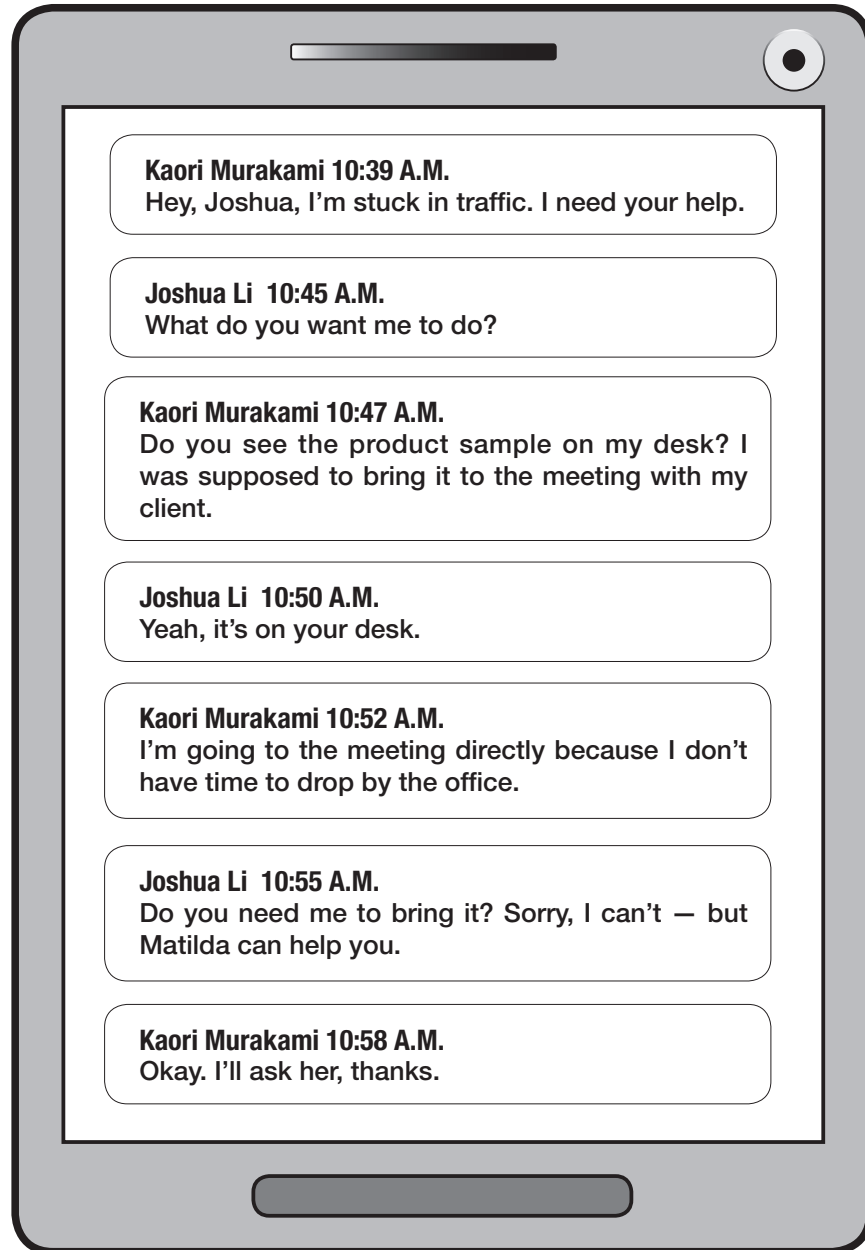 Kaori Murakami 10:39 A.M.
Hey, Joshua, I'm stuck in traffic. I need your help.
Joshua Li  10:45 A.M.
What do you want me to do?
Kaori Murakami 10:47 A.M.
Do you see the product sample on my desk? I
was supposed to bring it to the meeting with my
client.
Joshua Li  10:50 A.M.
Yeah, it's on your desk.
Kaori Murakami 10:52 A.M.
I'm going to the meeting directly because I don't
have time to drop by the office.
Joshua Li  10:55 A.M.
Do you need me to bring it? Sorry, I can't — but
Matilda can help you.
Kaori Murakami 10:58 A.M.
Okay. I'll ask her, thanks.